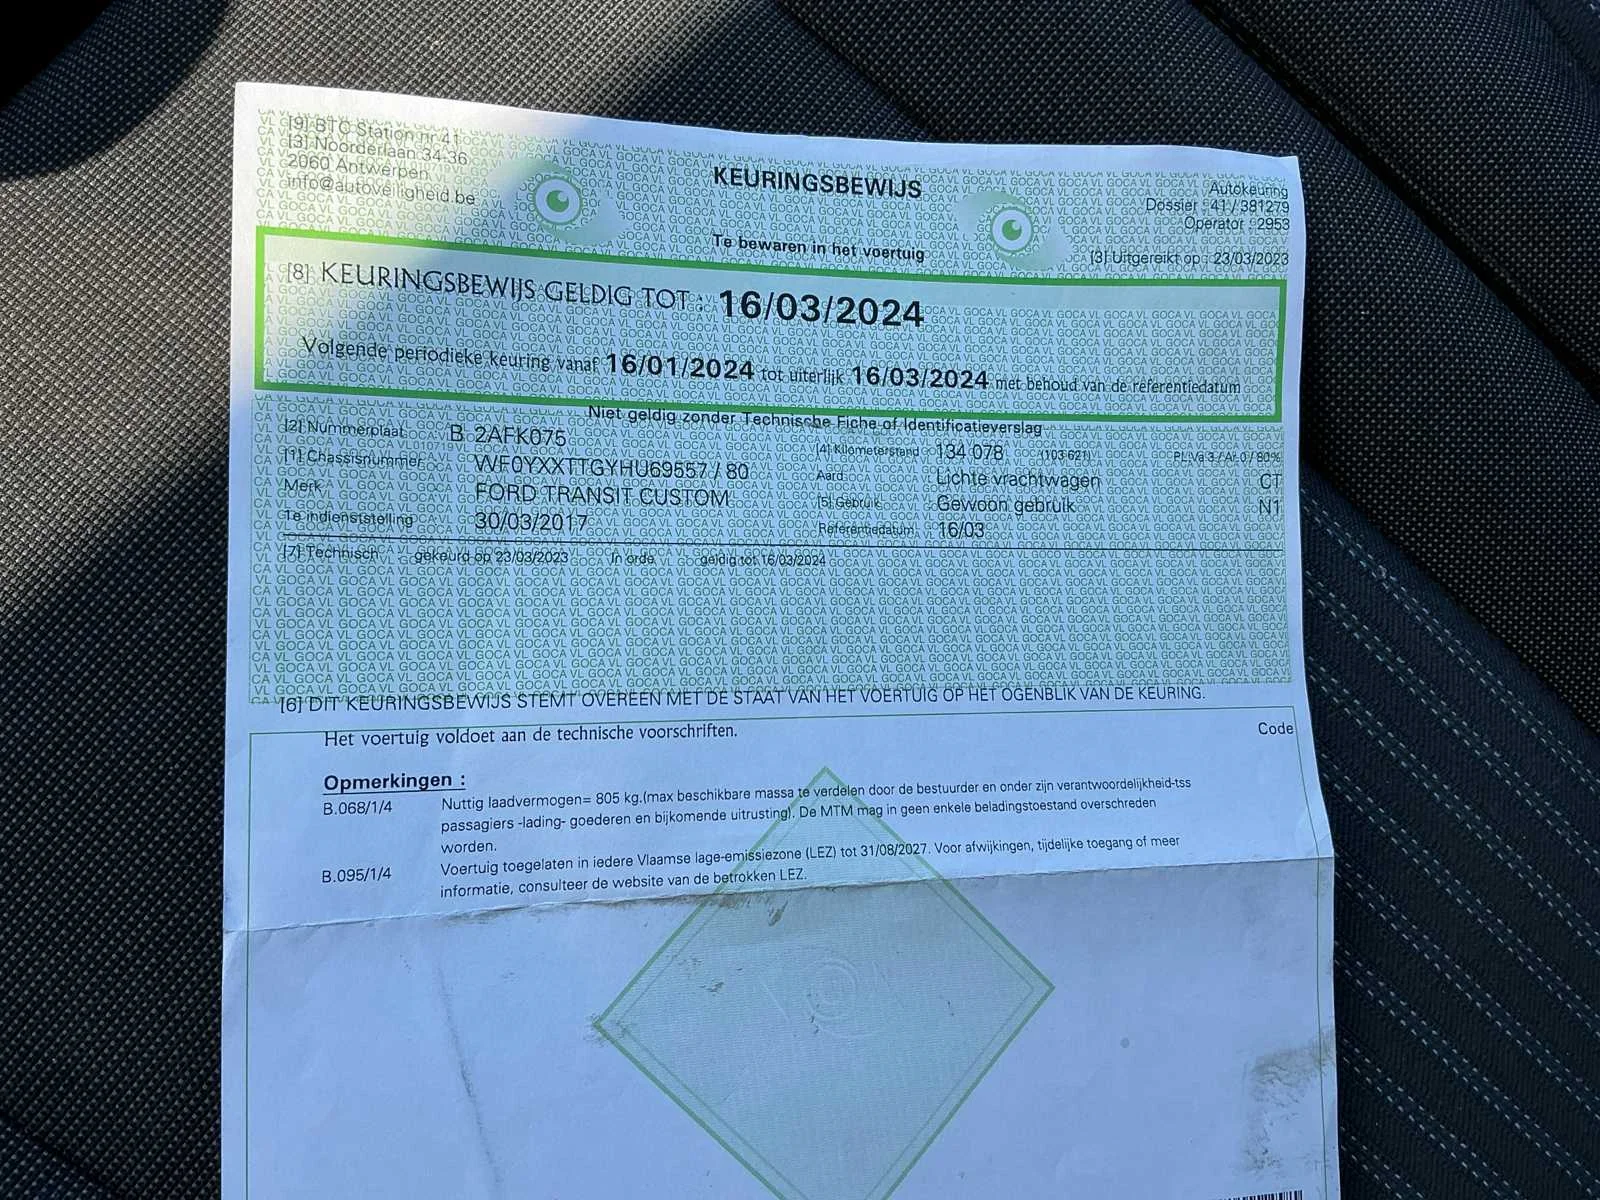 [9] BTC Station nr. 41
[3] Noorderlaan 34-36
2060 Antwerpen
info@autoveiligheid.be
KEURINGSBEWIJS
Te bewaren in het voertuig
Autokeuring
Dossier : 41 / 381279
Operator : 2953
[3] Uitgereikt op : 23/03/2023
[8] KEURINGSBEWIJS GELDIG TOT : 16/03/2024
Volgende periodieke keuring vanaf 16/01/2024 tot uiterlijk 16/03/2024 met behoud van de referentiedatum
Niet geldig zonder Technische Fiche of Identificatieverslag
[2] Nummerplaat B 2AFK075
[4] Kilometerstand 134 078 (103 621) PL:Va 3 / Ar-0 / 80%
[1] Chassisnummer WF0YXXTTGYHU69557 / 80
Aard Lichte vrachtwagen CT
Merk FORD TRANSIT CUSTOM
[5] Gebruik Gewoon gebruik N1
1e indienststelling 30/03/2017
Referentiedatum 16/03
[7] Technisch gekeurd op 23/03/2023 In orde geldig tot 16/03/2024
[6] DIT KEURINGSBEWIJS STEMT OVEREEN MET DE STAAT VAN HET VOERTUIG OP HET OGENBLIK VAN DE KEURING.
Het voertuig voldoet aan de technische voorschriften.
Code
Opmerkingen :
B.068/1/4 Nuttig laadvermogen= 805 kg.(max beschikbare massa te verdelen door de bestuurder en onder zijn verantwoordelijkheid-tss
passagiers -lading- goederen en bijkomende uitrusting). De MTM mag in geen enkele beladingstoestand overschreden
worden.
B.095/1/4 Voertuig toegelaten in iedere Vlaamse lage-emissiezone (LEZ) tot 31/08/2027. Voor afwijkingen, tijdelijke toegang of meer
informatie, consulteer de website van de betrokken LEZ.